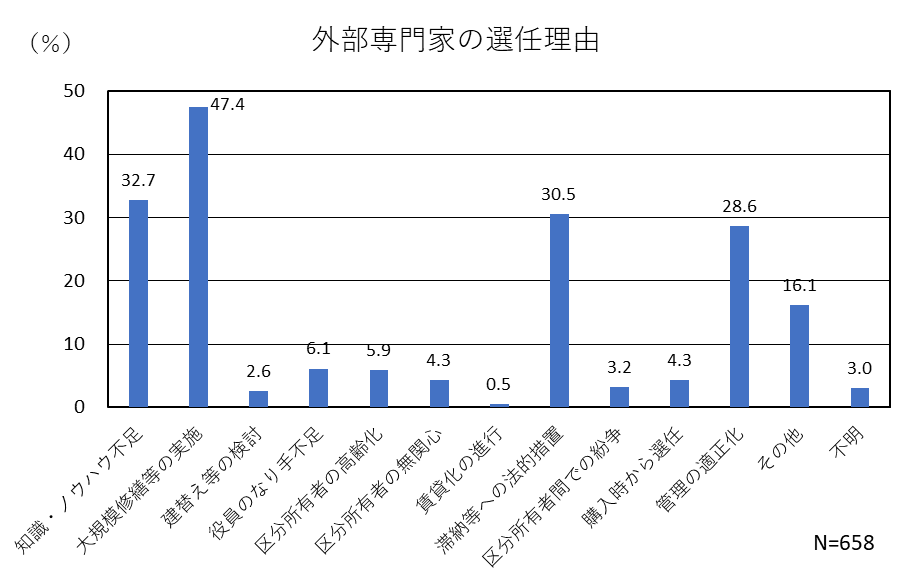 外部専門家の選任理由
（%）
50
40
30
20
10
0
32.7
47.4
2.6
6.1
5.9
4.3
0.5
30.5
3.2
4.3
28.6
16.1
3.0
知識・ノウハウ不足
大規模修繕等の実施
建替え等の検討
役員のなり手不足
区分所有者の高齢化
区分所有者の無関心
賃貸化の進行
滞納等への法的措置
区分所有者間での紛争
購入時から選任
管理の適正化
その他
不明
N=658